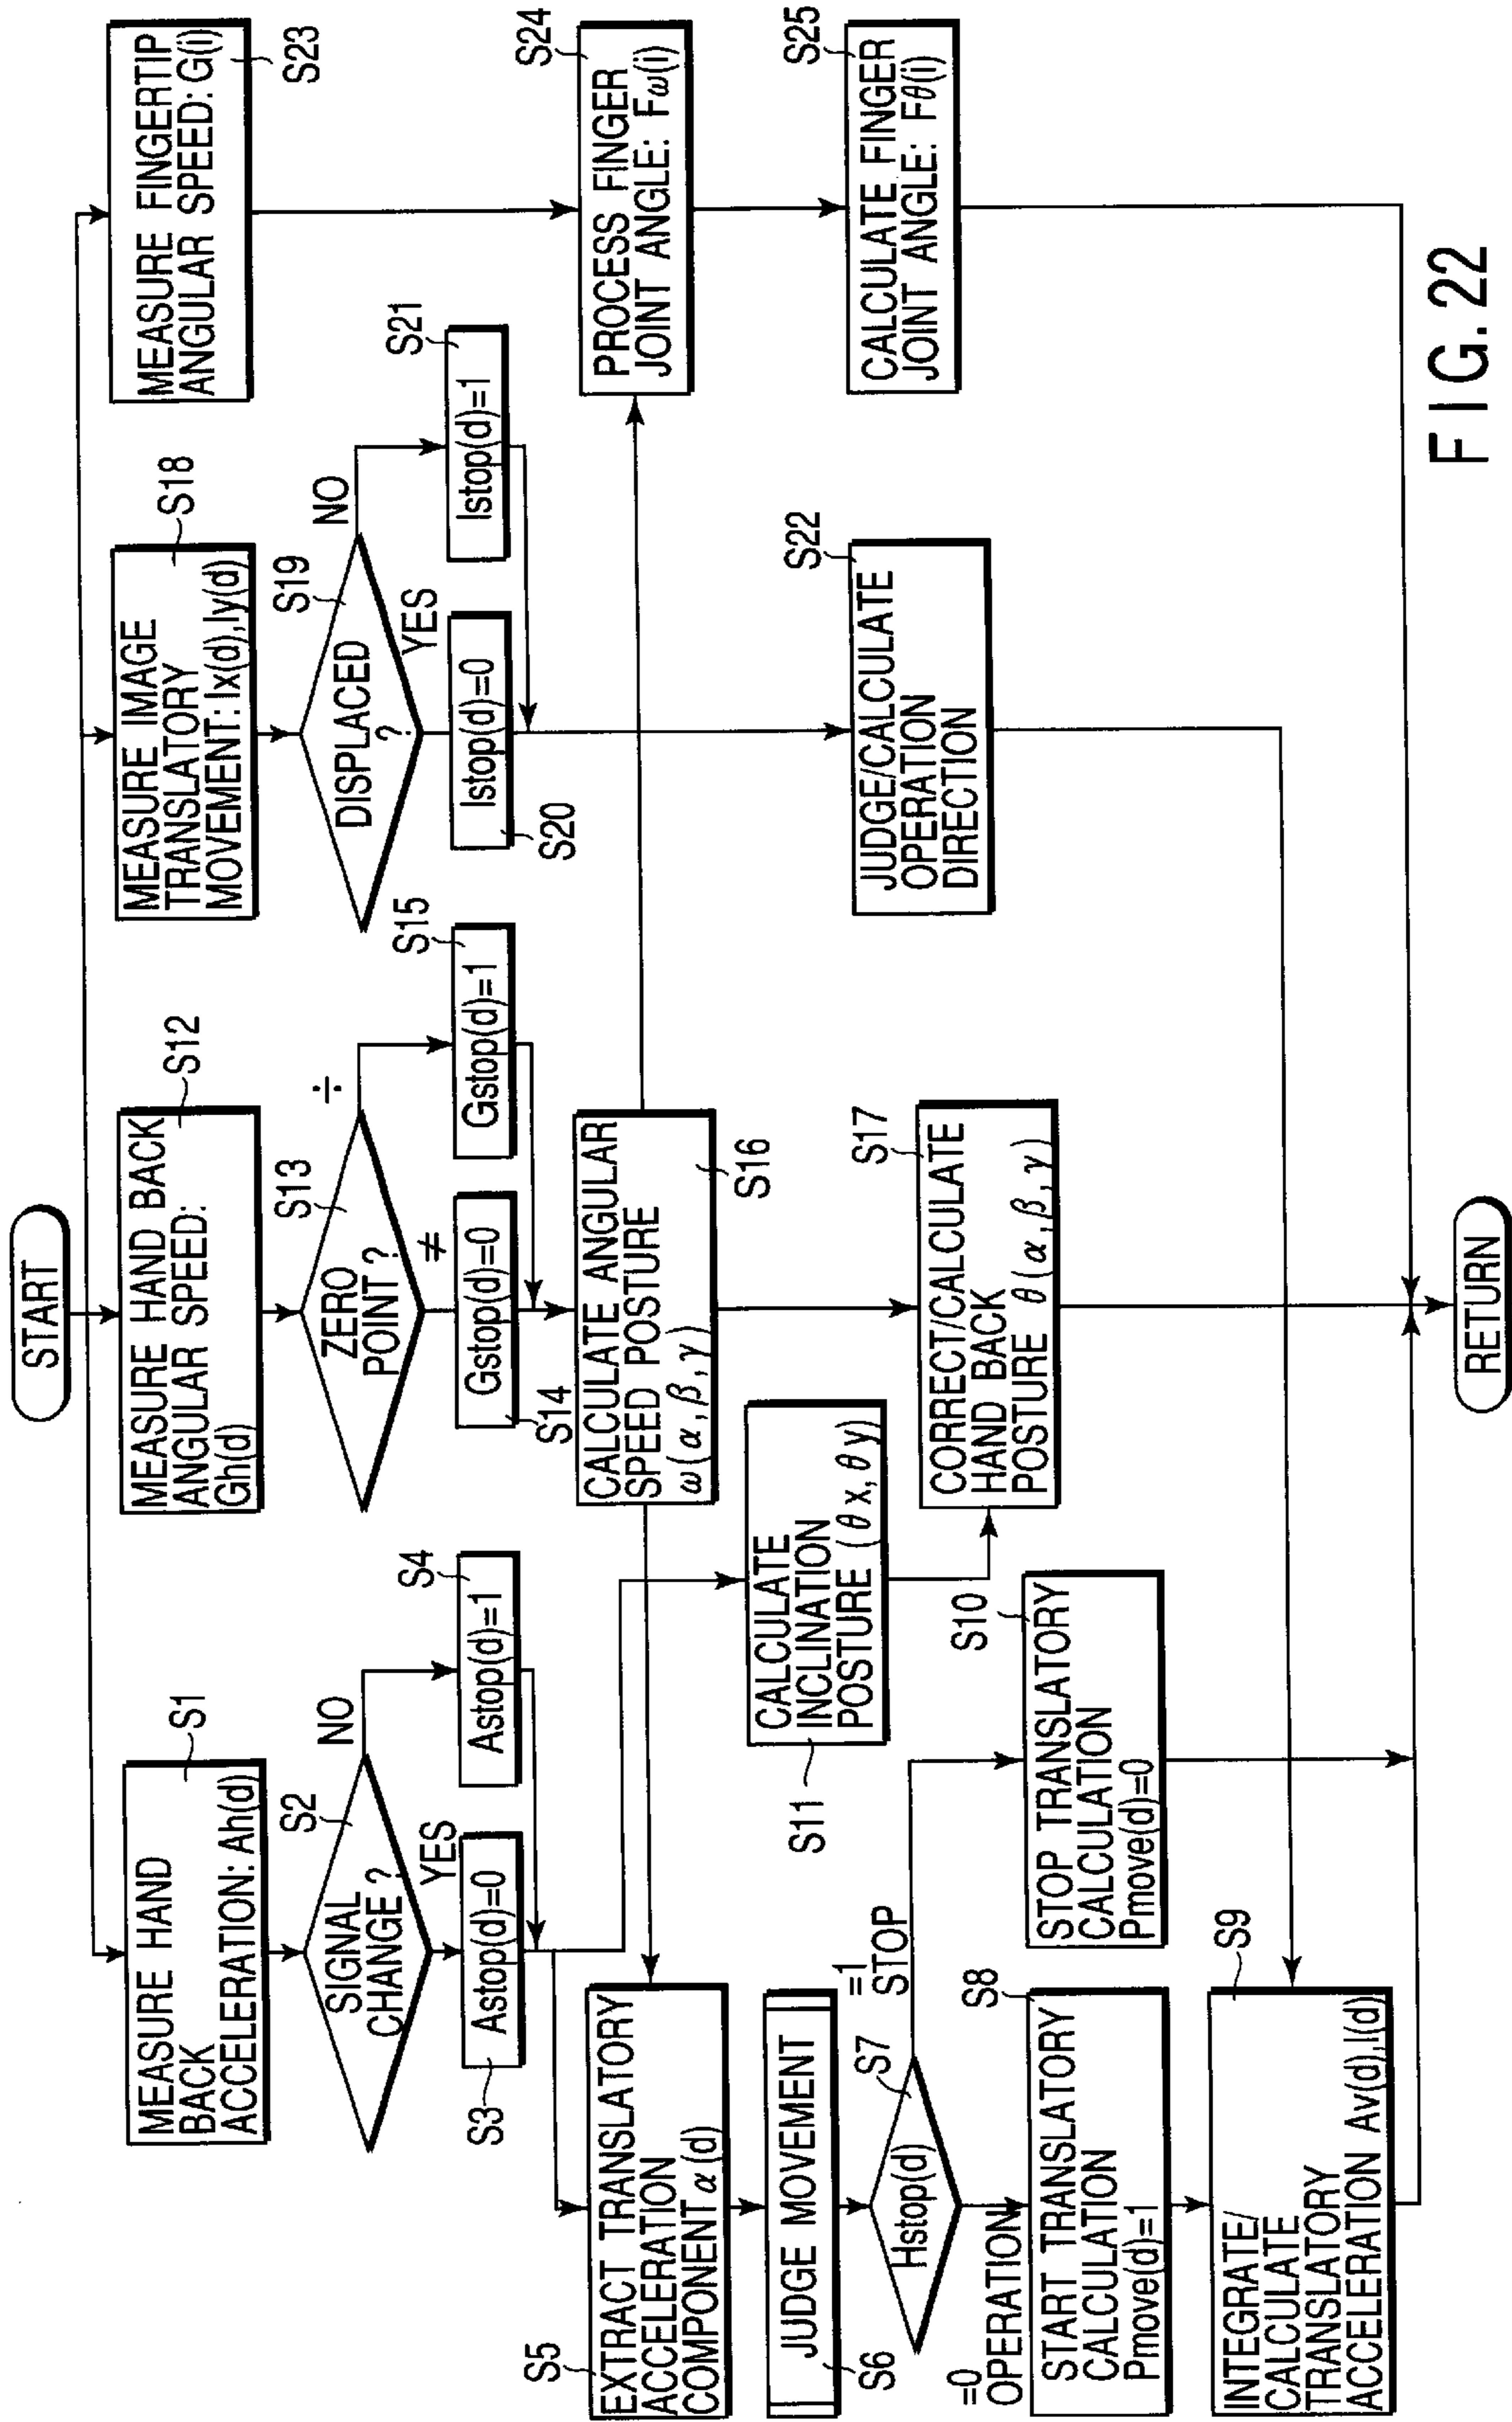 START
MEASURE HAND
BACK
ACCELERATION: Ah(d)
S1
SIGNAL
CHANGE?
S2
NO
YES
Astop(d)=0
S3
Astop(d)=1
S4
EXTRACT TRANSLATORY
ACCELERATION
COMPONENT α(d)
S5
JUDGE MOVEMENT
S6
Hstop(d)
S7
=1
STOP
=0
OPERATION
START TRANSLATORY
CALCULATION
Pmove(d)=1
S8
INTEGRATE/
CALCULATE
TRANSLATORY
ACCELERATION Av(d),I(d)
S9
STOP TRANSLATORY
CALCULATION
Pmove(d)=0
S10
CALCULATE
INCLINATION
POSTURE (θx,θy)
S11
MEASURE HAND BACK
ANGULAR SPEED:
Gh(d)
S12
ZERO
POINT?
S13
÷
≠
Gstop(d)=0
S14
Gstop(d)=1
S15
CALCULATE ANGULAR
SPEED POSTURE
ω(α,β,γ)
S16
CORRECT/CALCULATE
HAND BACK
POSTURE θ(α,β,γ)
S17
MEASURE IMAGE
TRANSLATORY
MOVEMENT: Ix(d),Iy(d)
S18
DISPLACED
?
S19
NO
YES
Istop(d)=0
S20
Istop(d)=1
S21
JUDGE/CALCULATE
OPERATION
DIRECTION
S22
MEASURE FINGERTIP
ANGULAR SPEED: G(i)
S23
PROCESS FINGER
JOINT ANGLE: Fω(i)
S24
CALCULATE FINGER
JOINT ANGLE: Fθ(i)
S25
RETURN
FIG. 22